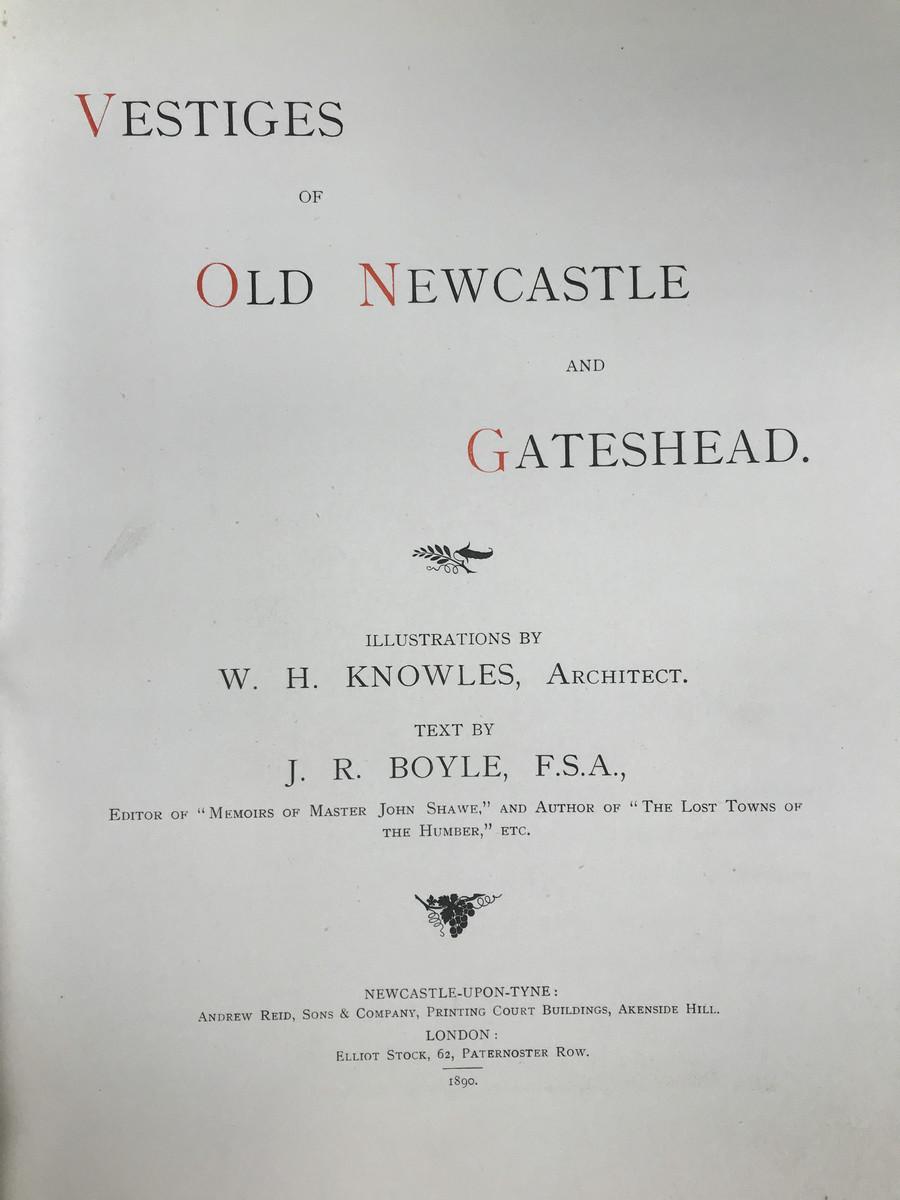 VESTIGES
OF
OLD NEWCASTLE
AND
GATESHEAD.
ILLUSTRATIONS BY
W. H. KNOWLES, ARCHITECT.
TEXT BY
J. R. BOYLE, F.S.A.,
EDITOR OF "MEMOIRS OF MASTER JOHN SHAWE," AND AUTHOR OF "THE LOST TOWNS OF
THE HUMBER," ETC.
NEWCASTLE-UPON-TYNE:
ANDREW REID, SONS & COMPANY, PRINTING COURT BUILDINGS, AKENSIDE HILL.
LONDON:
ELLIOT STOCK, 62, PATERNOSTER ROW.
1890.